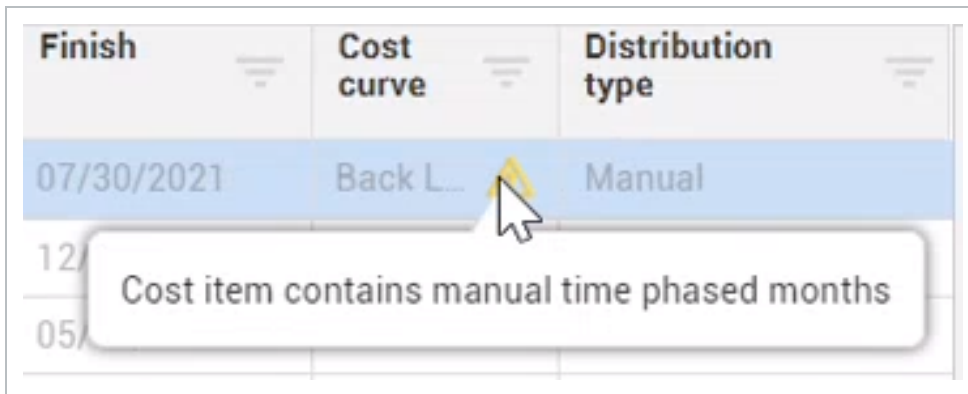 Finish
Cost
curve
Distribution
type
07/30/2021
Back L...
Manual
12/
Cost item contains manual time phased months
05/